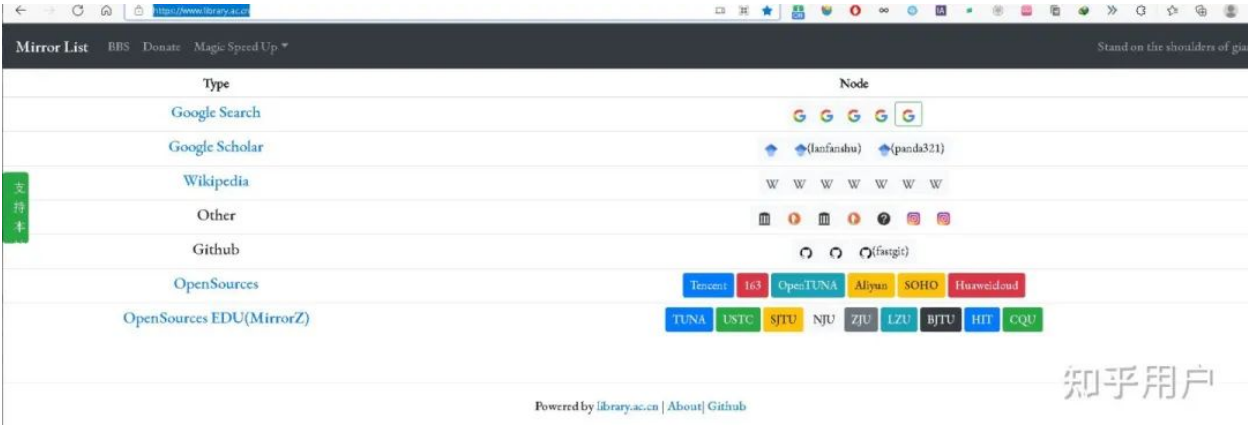 https://www.library.ac.cn
Mirror List BBS Donate Magic Speed Up Stand on the shoulders of gia
Type Node
Google Search
Google Scholar (lanfanshu) (panda321)
Wikipedia W W W W W W W
Other
Github (fastgit)
OpenSources Tencent 163 OpenTUNA Aliyun SOHO Huaweicloud
OpenSources EDU(MirrorZ) TUNA USTC SJTU NJU ZJU LZU BJTU HIT CQU
支
持
本
Powered by library.ac.cn | About| Github
知乎用户